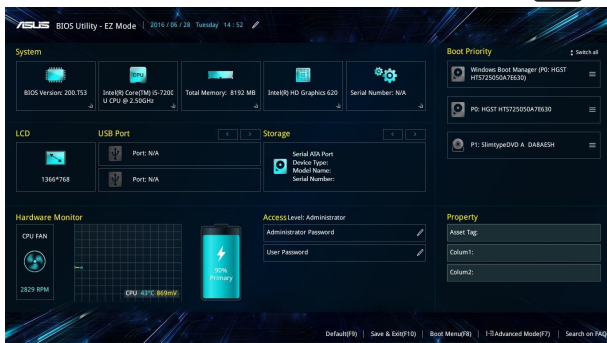 ASUS BIOS Utility - EZ Mode | 2016 / 06 / 28 Tuesday 14 : 52
System
BIOS Version: 200.T53
CPU
Intel(R) Core(TM) i5-7200
U CPU @ 2.50GHz
Total Memory: 8192 MB
Intel(R) HD Graphics 620
Serial Number: N/A
Boot Priority
Switch all
Windows Boot Manager (P0: HGST
HTS725050A7E630)
P0: HGST HTS725050A7E630
P1: SlimtypeDVD A DA8AESH
LCD
1366*768
USB Port
Port: N/A
Port: N/A
Storage
Serial ATA Port
Device Type:
Model Name:
Serial Number:
Hardware Monitor
CPU FAN
2829 RPM
CPU 43°C 869mV
90%
Primary
Access Level: Administrator
Administrator Password
User Password
Property
Asset Tag:
Colum1:
Colum2:
Default(F9) | Save & Exit(F10) | Boot Menu(F8) | Advanced Mode(F7) | Search on FAQ